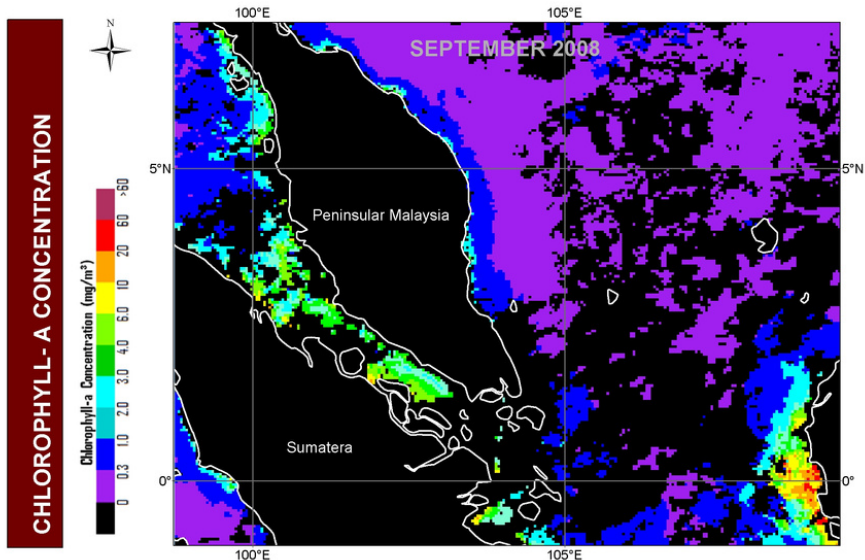 CHLOROPHYLL- A CONCENTRATION
N
100°E
105°E
SEPTEMBER 2008
5°N
5°N
Peninsular Malaysia
Sumatera
0°
0°
100°E
105°E
Chlorophyll-a Concentration (mg/m³)
>60
60
20
10
6.0
4.0
3.0
2.0
1.0
0.3
0